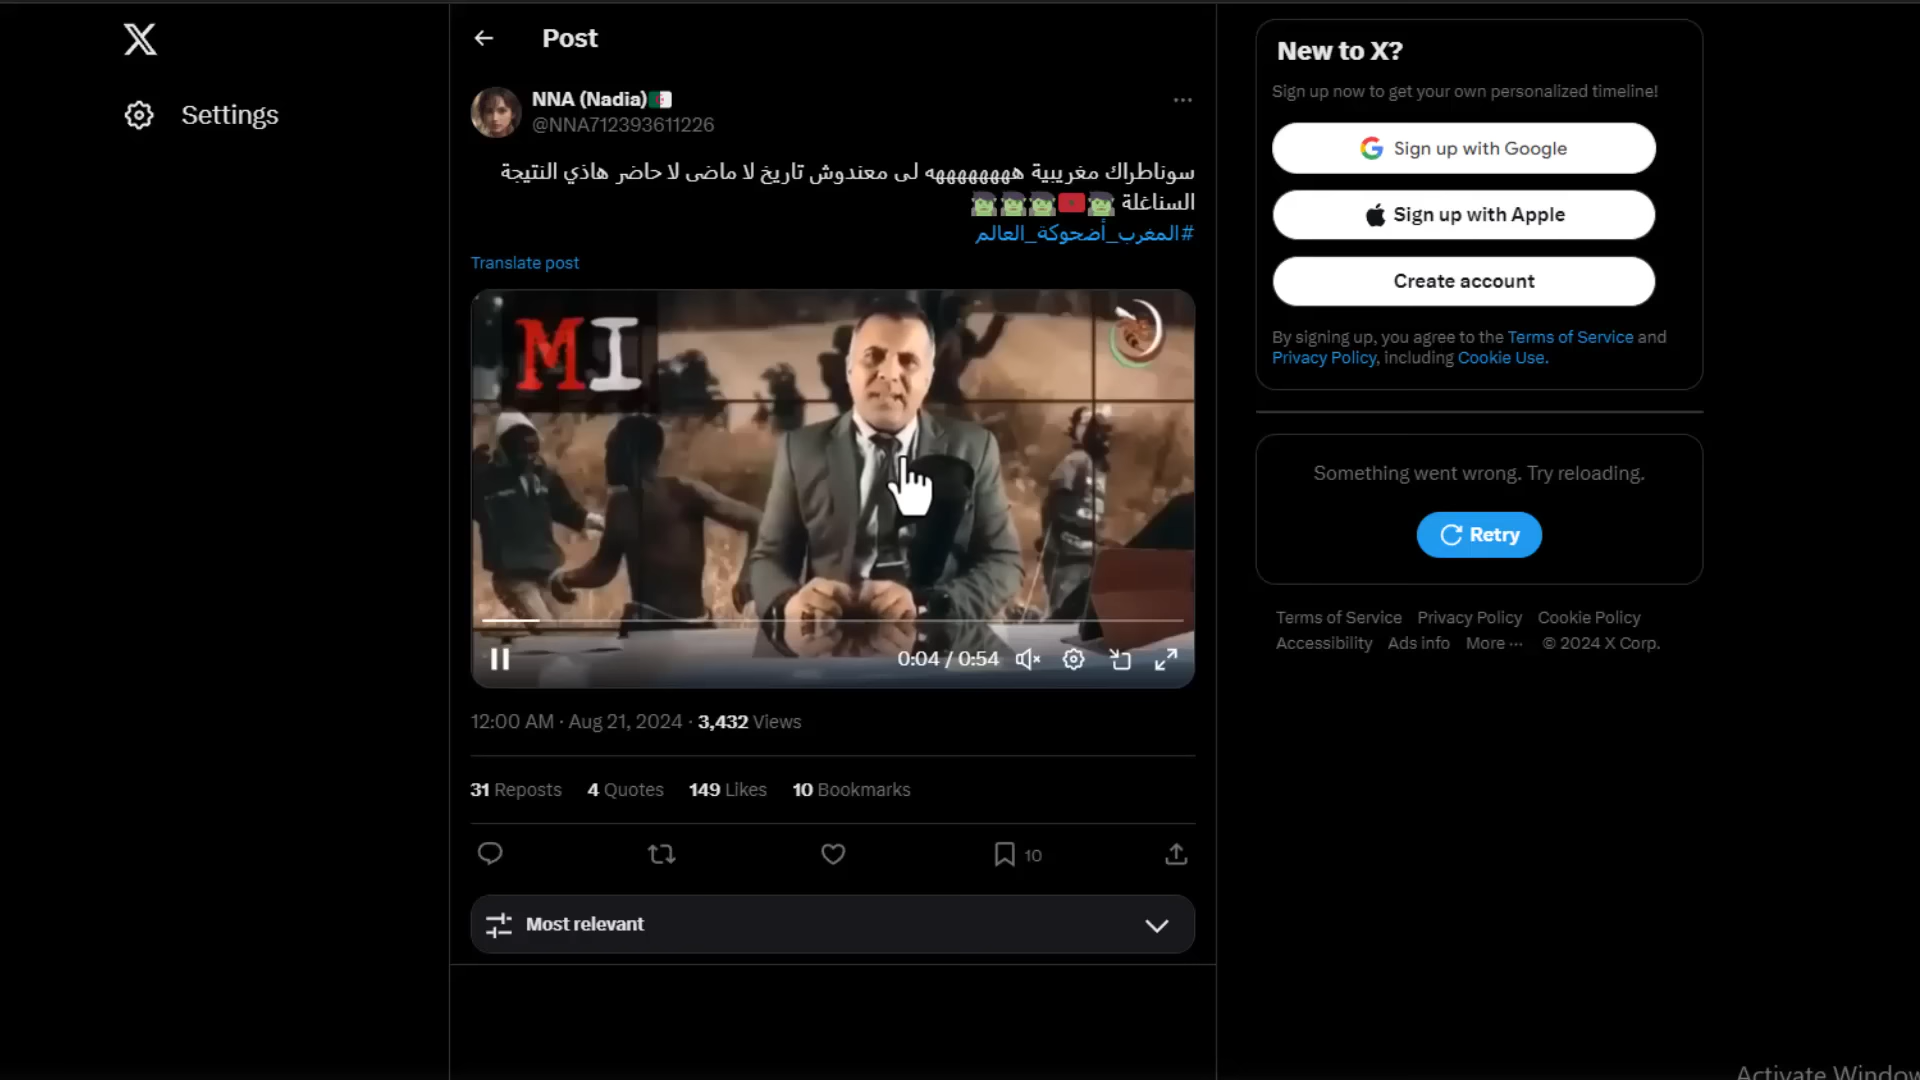 Post
NNA (Nadia)
@NNA712393611226
سوناطراك مغريبية ههههههههه لى معندوش تاريخ لا ماضى لا حاضر هاذي النتيجة
السناغلة
#المغرب_أضحوكة_العالم
Translate post
MI
0:04 / 0:54
12:00 AM · Aug 21, 2024 · 3,432 Views
31 Reposts 4 Quotes 149 Likes 10 Bookmarks
10
Most relevant
Settings
New to X?
Sign up now to get your own personalized timeline!
Sign up with Google
Sign up with Apple
Create account
By signing up, you agree to the Terms of Service and
Privacy Policy, including Cookie Use.
Something went wrong. Try reloading.
Retry
Terms of Service Privacy Policy Cookie Policy
Accessibility Ads info More ··· © 2024 X Corp.
Activate Window